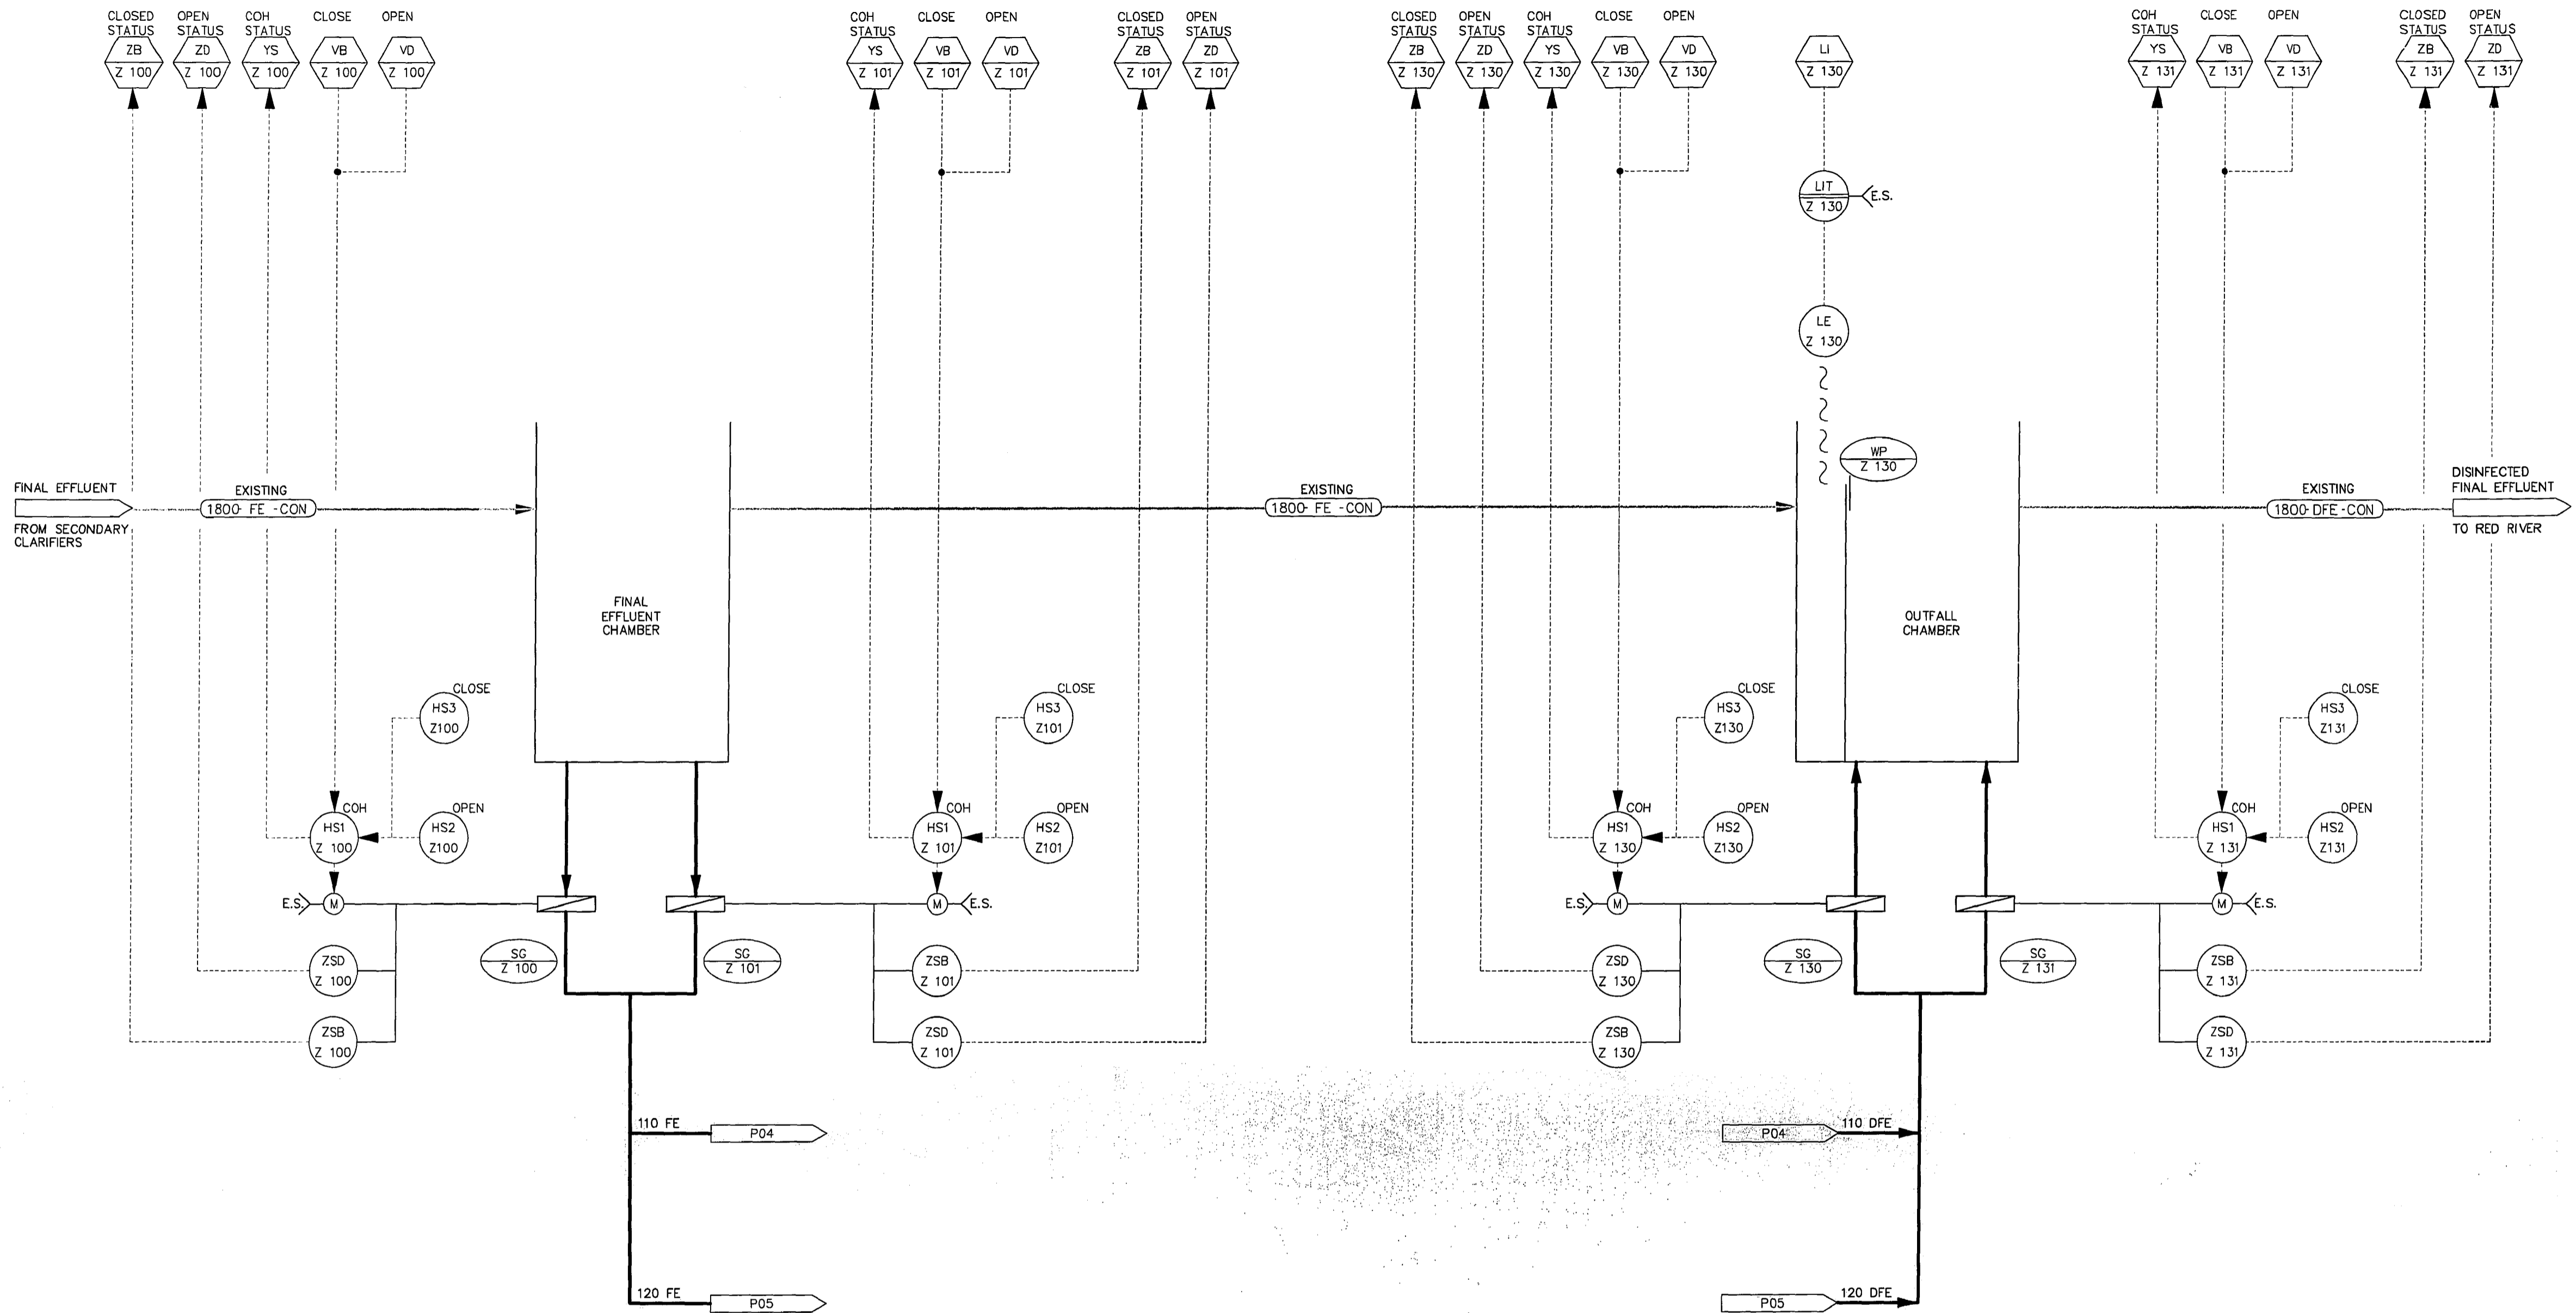 CLOSED STATUS
ZB
Z 100
OPEN STATUS
ZD
Z 100
COH STATUS
YS
Z 100
CLOSE
VB
Z 100
OPEN
VD
Z 100
COH STATUS
YS
Z 101
CLOSE
VB
Z 101
OPEN
VD
Z 101
CLOSED STATUS
ZB
Z 101
OPEN STATUS
ZD
Z 101
CLOSED STATUS
ZB
Z 130
OPEN STATUS
ZD
Z 130
COH STATUS
YS
Z 130
CLOSE
VB
Z 130
OPEN
VD
Z 130
LI
Z 130
COH STATUS
YS
Z 131
CLOSE
VB
Z 131
OPEN
VD
Z 131
CLOSED STATUS
ZB
Z 131
OPEN STATUS
ZD
Z 131
LIT
Z 130
E.S.
LE
Z 130
WP
Z 130
FINAL EFFLUENT
FROM SECONDARY
CLARIFIERS
EXISTING
1800- FE -CON
EXISTING
1800- FE -CON
EXISTING
1800-DFE-CON
DISINFECTED
FINAL EFFLUENT
TO RED RIVER
FINAL
EFFLUENT
CHAMBER
OUTFALL
CHAMBER
CLOSE
HS3
Z100
CLOSE
HS3
Z101
CLOSE
HS3
Z130
CLOSE
HS3
Z131
COH
HS1
Z 100
OPEN
HS2
Z100
COH
HS1
Z 101
OPEN
HS2
Z101
COH
HS1
Z 130
OPEN
HS2
Z130
COH
HS1
Z 131
OPEN
HS2
Z131
E.S.
M
M
E.S.
E.S.
M
M
E.S.
SG
Z 100
SG
Z 101
SG
Z 130
SG
Z 131
ZSD
Z 100
ZSB
Z 101
ZSD
Z 130
ZSB
Z 131
ZSB
Z 100
ZSD
Z 101
ZSB
Z 130
ZSD
Z 131
110 FE
P04
P04
110 DFE
120 FE
P05
P05
120 DFE